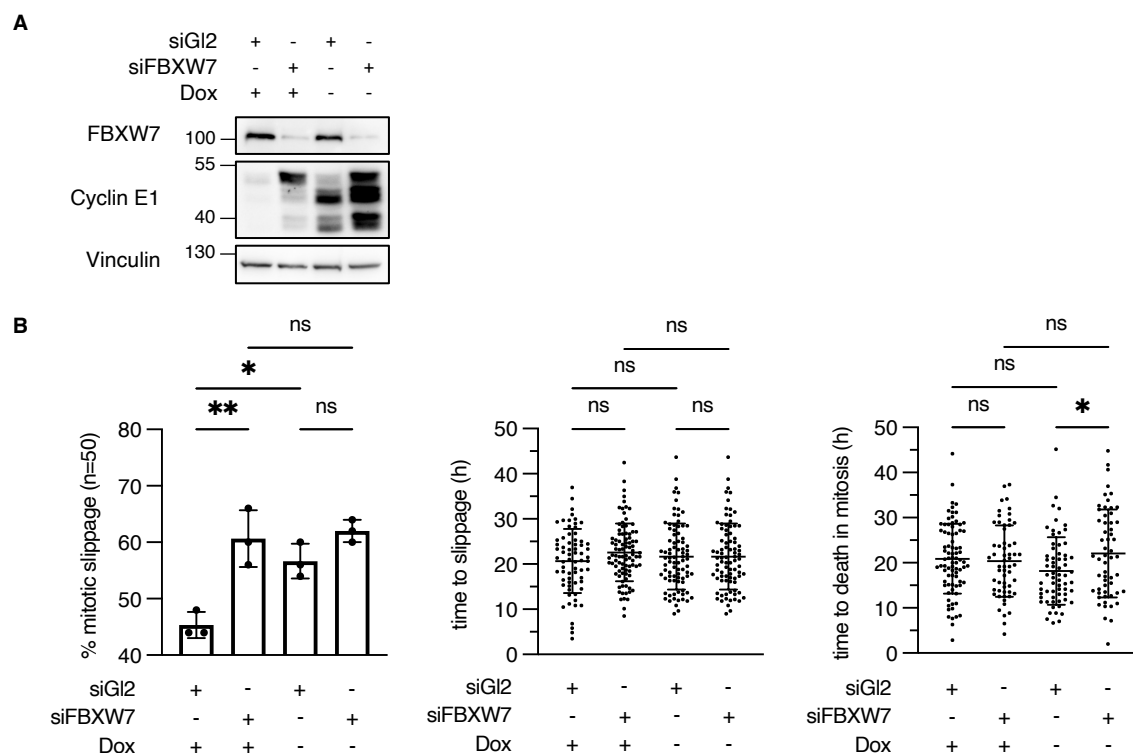 A
siGl2 + - + -
siFBXW7 - + - +
Dox + + - -
FBXW7 100
55
Cyclin E1
40
130
Vinculin
B
ns
*
** ns
80
70
60
50
40
% mitotic slippage (n=50)
siGl2 + - + -
siFBXW7 - + - +
Dox + + - -
ns
ns
ns ns
50
40
30
20
10
0
time to slippage (h)
siGl2 + - + -
siFBXW7 - + - +
Dox + + - -
ns
ns
ns *
50
40
30
20
10
0
time to death in mitosis (h)
siGl2 + - + -
siFBXW7 - + - +
Dox + + - -